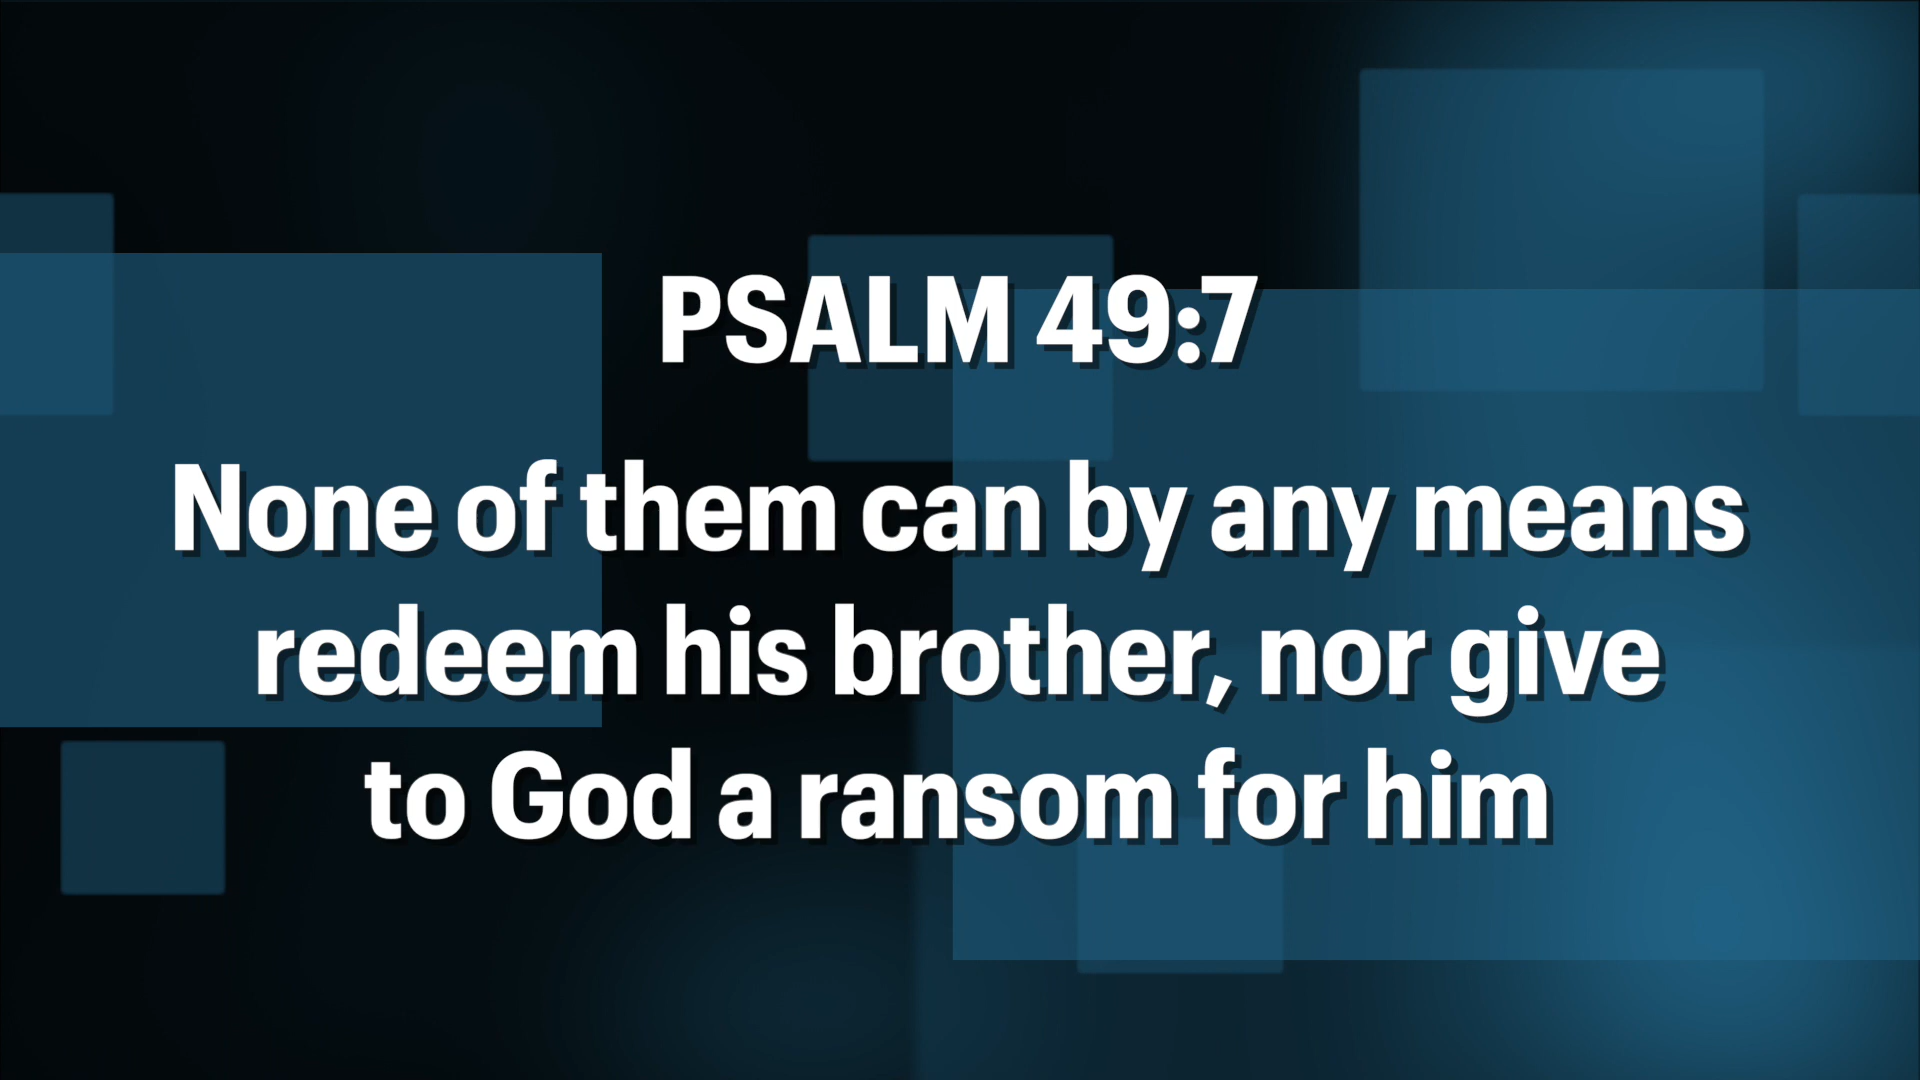 PSALM 49:7
None of them can by any means
redeem his brother, nor give
to God a ransom for him